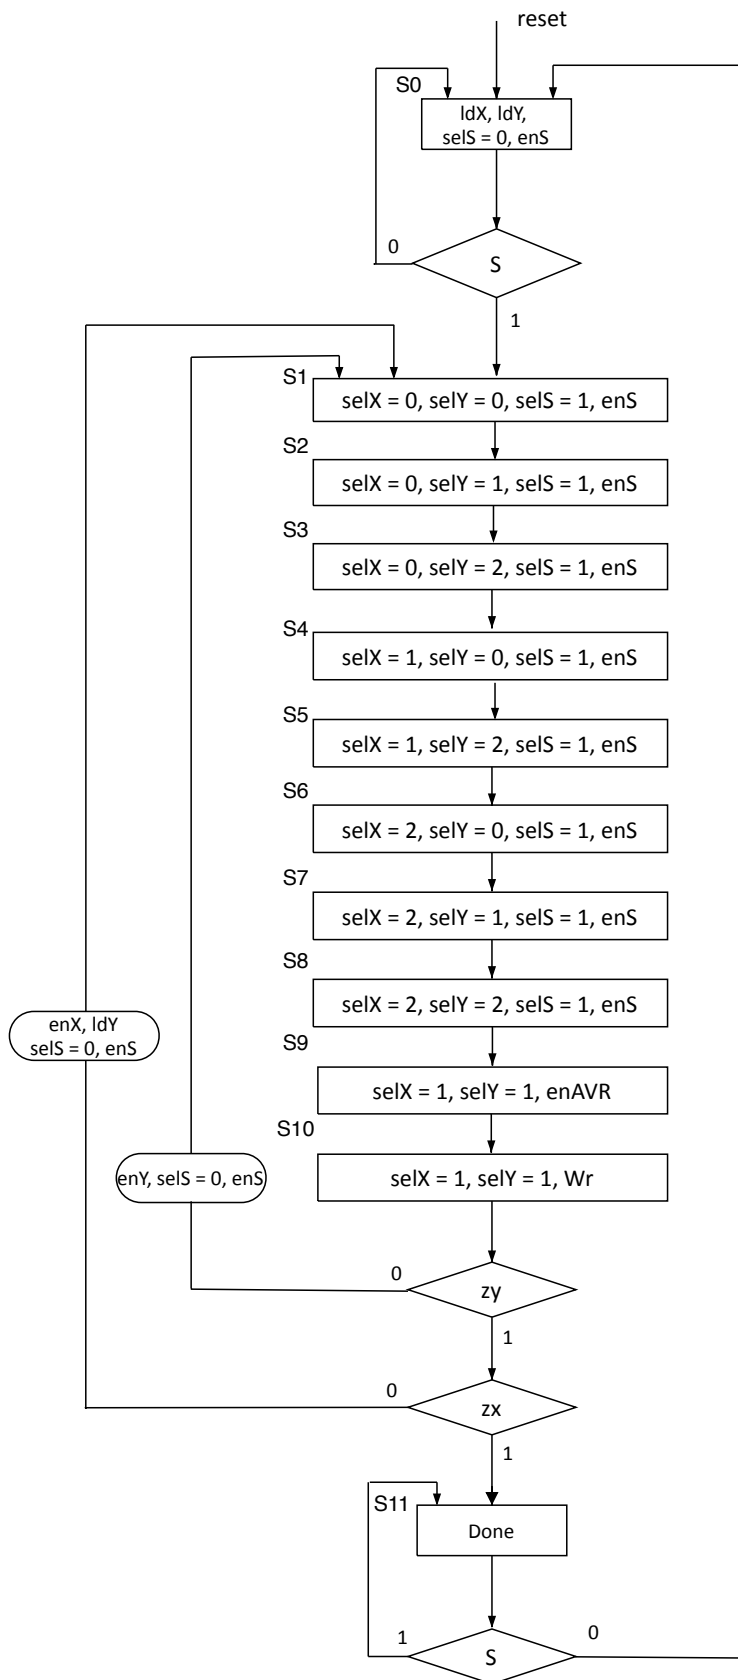 reset
S0
ldX, ldY,
selS = 0, enS
0
S
1
S1
selX = 0, selY = 0, selS = 1, enS
S2
selX = 0, selY = 1, selS = 1, enS
S3
selX = 0, selY = 2, selS = 1, enS
S4
selX = 1, selY = 0, selS = 1, enS
S5
selX = 1, selY = 2, selS = 1, enS
S6
selX = 2, selY = 0, selS = 1, enS
S7
selX = 2, selY = 1, selS = 1, enS
S8
selX = 2, selY = 2, selS = 1, enS
enX, ldY
selS = 0, enS
S9
selX = 1, selY = 1, enAVR
S10
selX = 1, selY = 1, Wr
enY, selS = 0, enS
0
zy
1
0
zx
1
S11
Done
1
S
0